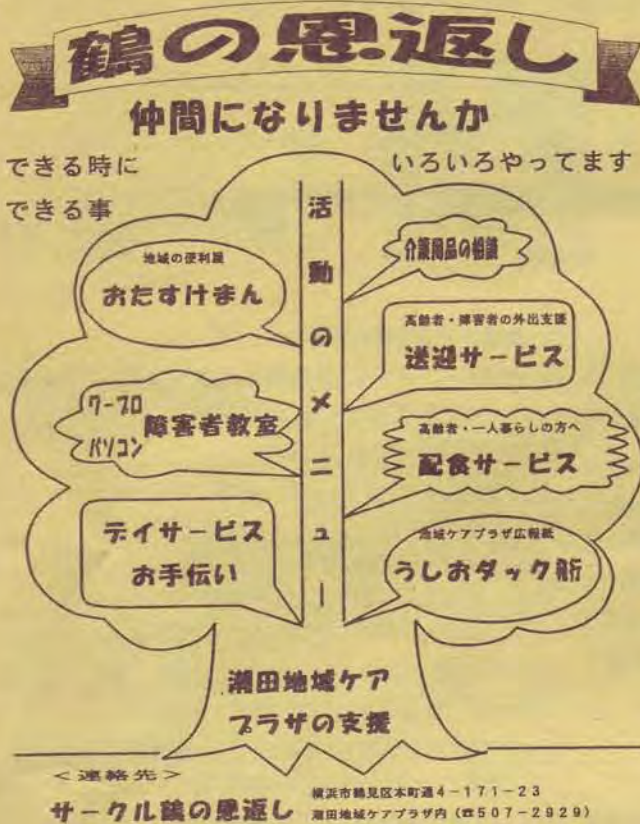 鶴の恩返し
仲間になりませんか
できる時に
できる事
いろいろやってます
活動のメニュー
地域の便利屋
おたすけまん
介護用品の相談
高齢者・障害者の外出支援
送迎サービス
ワープロ
パソコン
障害者教室
高齢者・一人暮らしの方へ
配食サービス
デイサービス
お手伝い
地域ケアプラザ広報紙
うしおダック飛行
潮田地域ケア
プラザの支援
<連絡先>
サークル鶴の恩返し
横浜市鶴見区本町通4-171-23
潮田地域ケアプラザ内(☎507-2929)